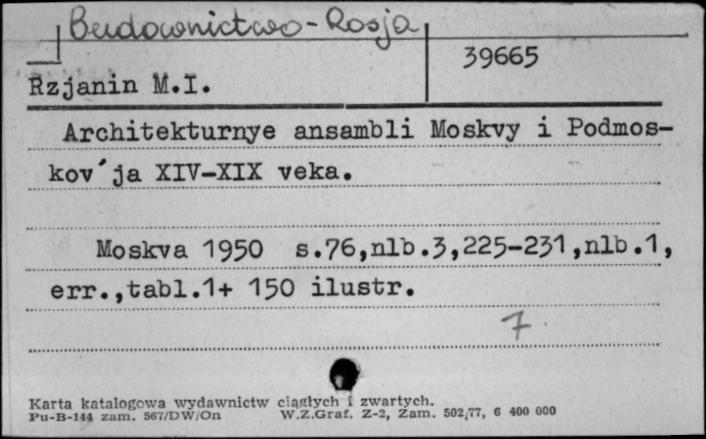 Budownictwo - Rosja
39665
Rzjanin M.I.
Architekturnye ansambli Moskvy i Podmos-
kov´ja XIV-XIX veka.
Moskva 1950 s.76,nlb.3,225-231,nlb.1,
err.,tabl.1+ 150 ilustr.
7
Karta katalogowa wydawnictw ciągłych i zwartych.
Pu-B-144 zam. 567/DW/On W.Z.Graf. Z-2, Zam. 502/77, 6 400 000